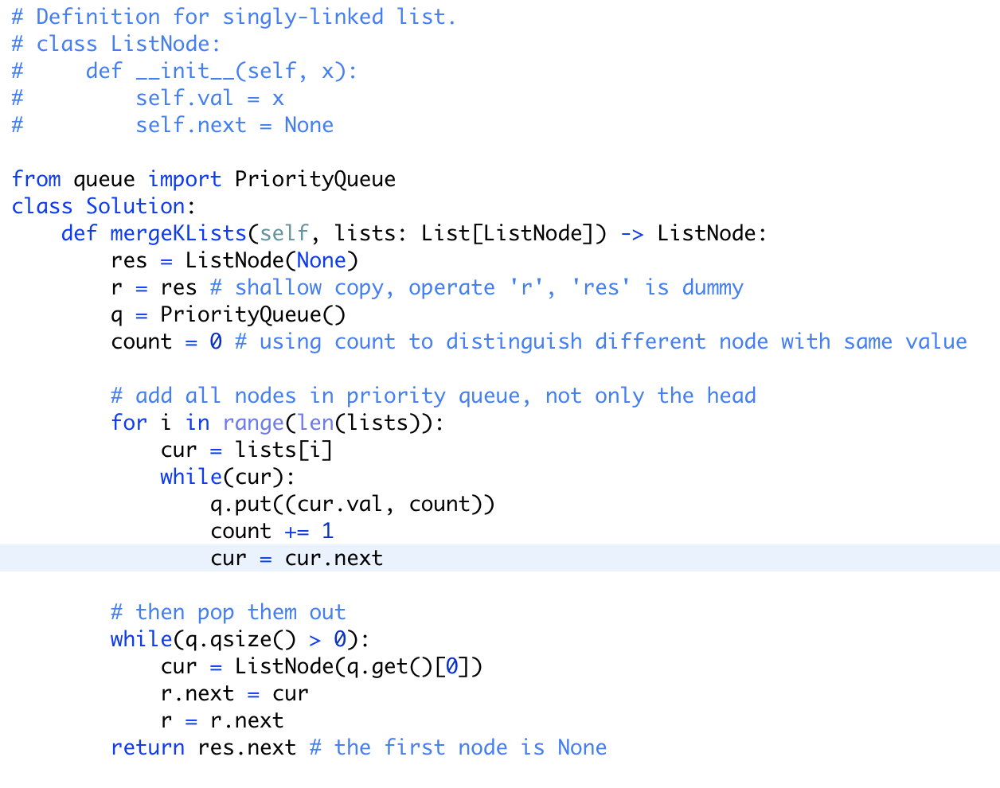 # Definition for singly-linked list.
# class ListNode:
#     def __init__(self, x):
#         self.val = x
#         self.next = None

from queue import PriorityQueue
class Solution:
    def mergeKLists(self, lists: List[ListNode]) -> ListNode:
        res = ListNode(None)
        r = res # shallow copy, operate 'r', 'res' is dummy
        q = PriorityQueue()
        count = 0 # using count to distinguish different node with same value

        # add all nodes in priority queue, not only the head
        for i in range(len(lists)):
            cur = lists[i]
            while(cur):
                q.put((cur.val, count))
                count += 1
                cur = cur.next

        # then pop them out
        while(q.qsize() > 0):
            cur = ListNode(q.get()[0])
            r.next = cur
            r = r.next
        return res.next # the first node is None